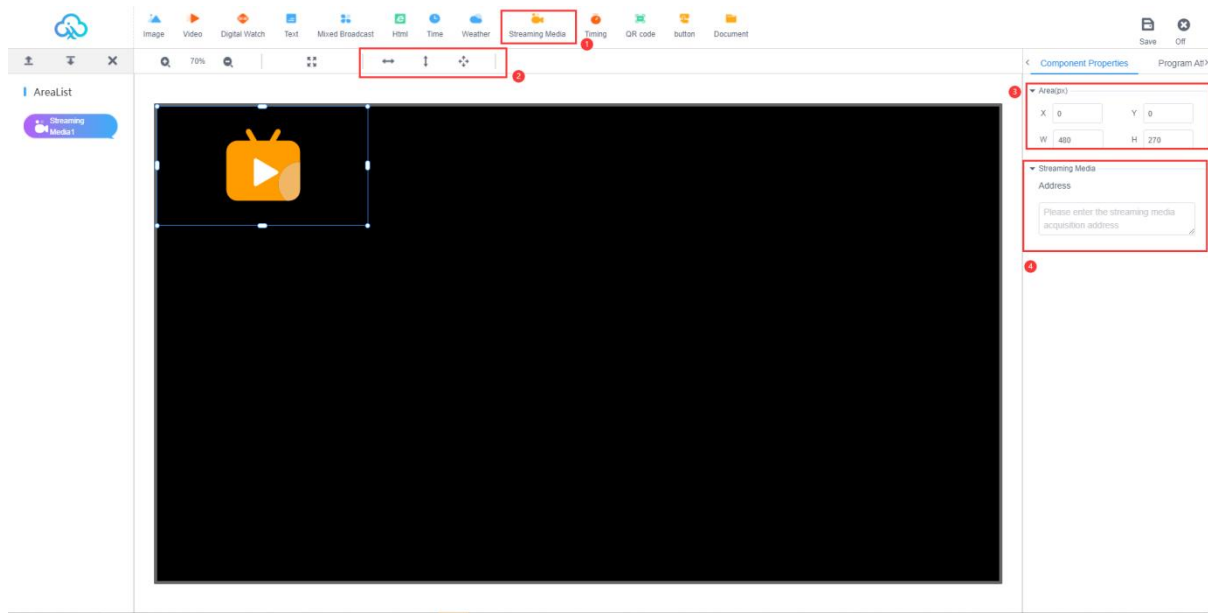 Image Video Digital Watch Text Mixed Broadcast Html Time Weather Streaming Media Timing QR code button Document
1
Save Off
70%
2
Component Properties Program Att
AreaList
3
Area(px)
X 0 Y 0
W 480 H 270
Streaming
Media1
Streaming Media
Address
Please enter the streaming media
acquisition address
4